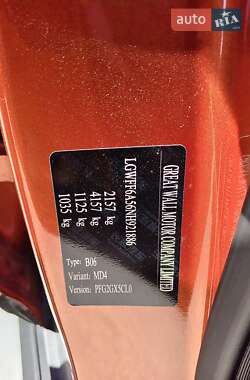 AUTO RIA
GREAT WALL MOTOR COMPANY LIMITED
LGWFF6A56NH921886
2157 kg
4157 kg
1125 kg
1035 kg
Type: B06
Variant: MD4
Version: PFG2GX5CL0